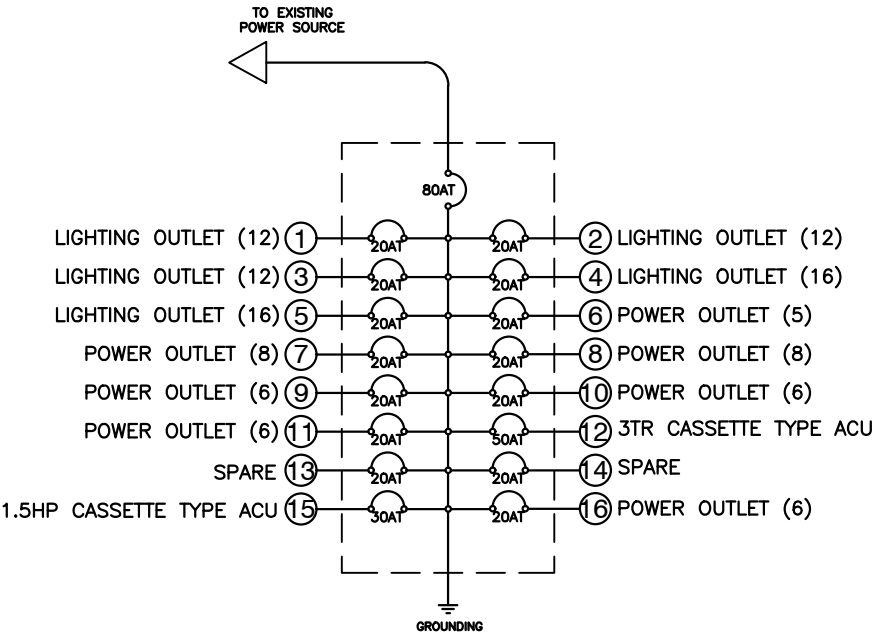 TO EXISTING
POWER SOURCE
80AT
LIGHTING OUTLET (12) 1 20AT 20AT 2 LIGHTING OUTLET (12)
LIGHTING OUTLET (12) 3 20AT 20AT 4 LIGHTING OUTLET (16)
LIGHTING OUTLET (16) 5 20AT 20AT 6 POWER OUTLET (5)
POWER OUTLET (8) 7 20AT 20AT 8 POWER OUTLET (8)
POWER OUTLET (6) 9 20AT 20AT 10 POWER OUTLET (6)
POWER OUTLET (6) 11 20AT 50AT 12 3TR CASSETTE TYPE ACU
SPARE 13 20AT 20AT 14 SPARE
1.5HP CASSETTE TYPE ACU 15 30AT 20AT 16 POWER OUTLET (6)
GROUNDING